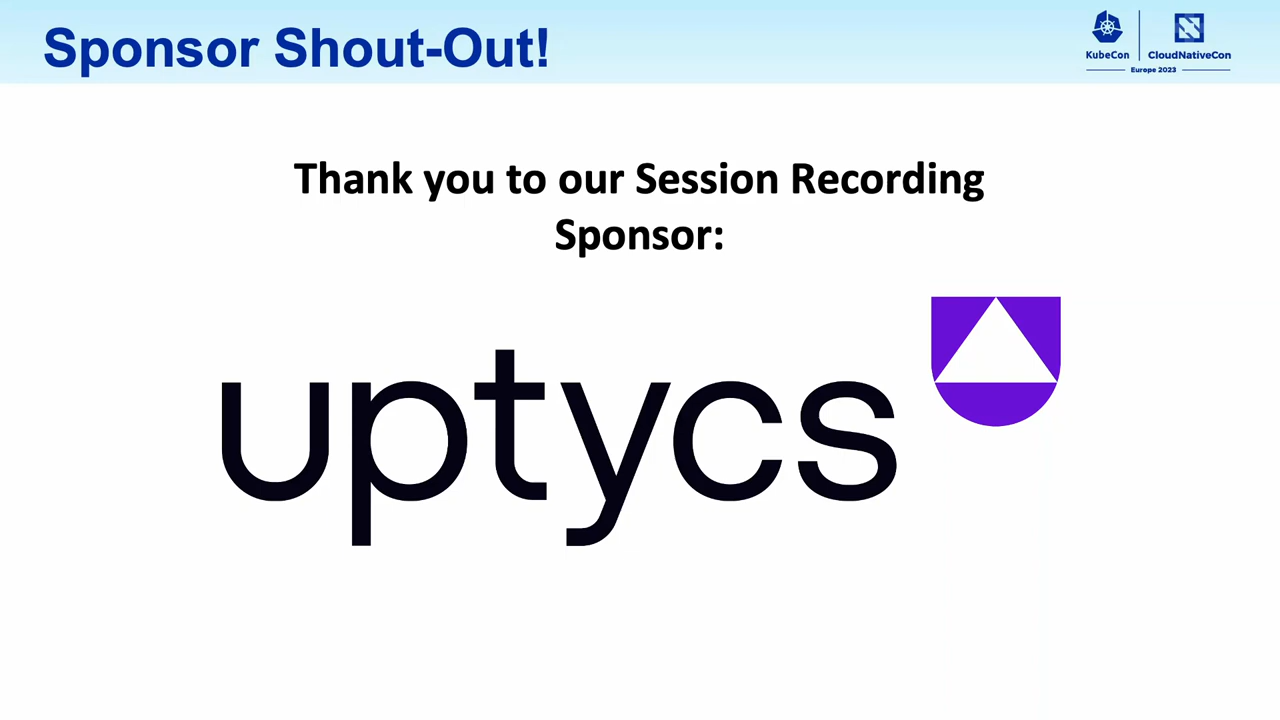 Sponsor Shout-Out!
KubeCon
CloudNativeCon
Europe 2023
Thank you to our Session Recording
Sponsor:
uptycs